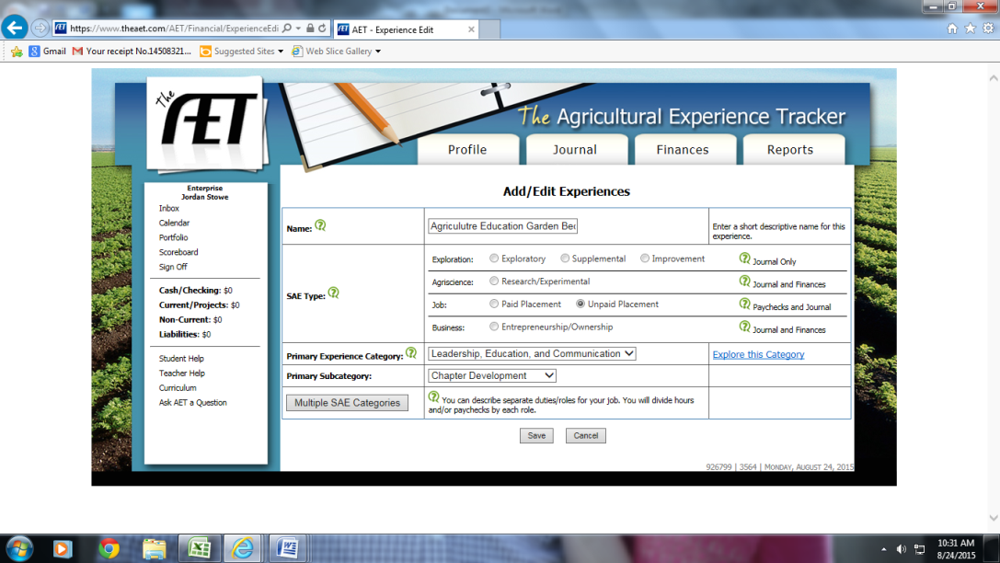 Document1 - Microsoft Word
https://www.theaet.com/AET/Financial/ExperienceEdi
AET - Experience Edit
Gmail
Your receipt No.14508321...
Suggested Sites
Web Slice Gallery
The AET
The Agricultural Experience Tracker
Profile
Journal
Finances
Reports
Enterprise
Jordan Stowe
Inbox
Calendar
Portfolio
Scoreboard
Sign Off
Cash/Checking: $0
Current/Projects: $0
Non-Current: $0
Liabilities: $0
Student Help
Teacher Help
Curriculum
Ask AET a Question
Add/Edit Experiences
Name: ?
Agriculutre Education Garden Bed
Enter a short descriptive name for this
experience.
SAE Type: ?
Exploration: Exploratory Supplemental Improvement ? Journal Only
Agriscience: Research/Experimental ? Journal and Finances
Job: Paid Placement Unpaid Placement ? Paychecks and Journal
Business: Entrepreneurship/Ownership ? Journal and Finances
Primary Experience Category: ? Leadership, Education, and Communication Explore this Category
Primary Subcategory: Chapter Development
Multiple SAE Categories
? You can describe separate duties/roles for your job. You will divide hours
and/or paychecks by each role.
Save Cancel
926799 | 3564 | Monday, August 24, 2015
10:31 AM
8/24/2015